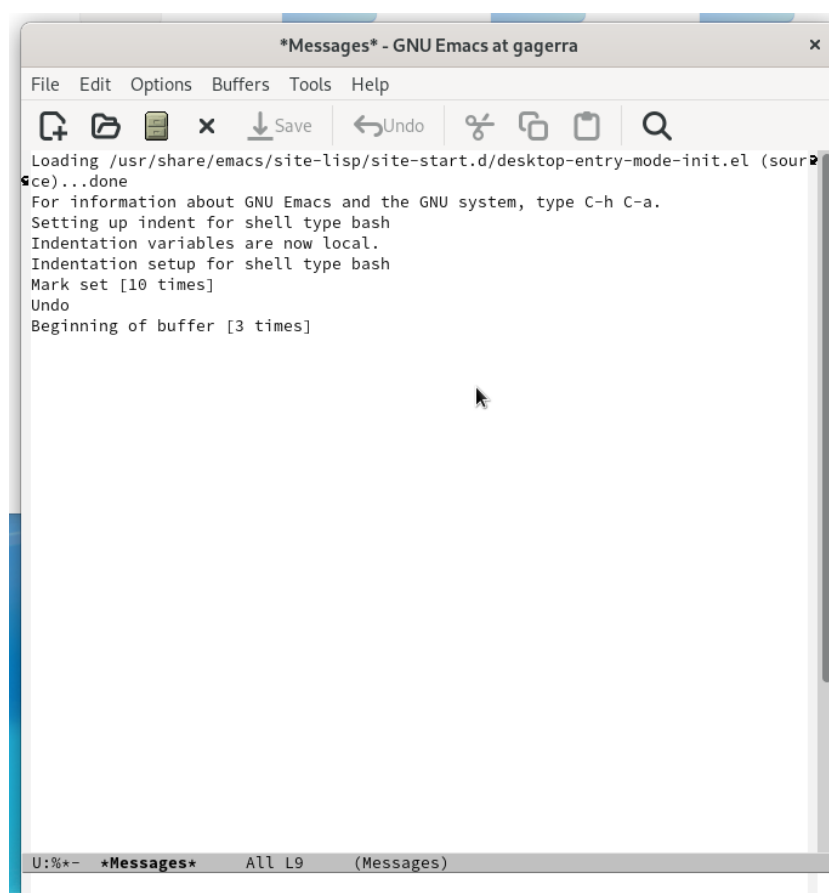 *Messages* - GNU Emacs at gagerra
File Edit Options Buffers Tools Help
Save Undo
Loading /usr/share/emacs/site-lisp/site-start.d/desktop-entry-mode-init.el (sour
ce)...done
For information about GNU Emacs and the GNU system, type C-h C-a.
Setting up indent for shell type bash
Indentation variables are now local.
Indentation setup for shell type bash
Mark set [10 times]
Undo
Beginning of buffer [3 times]
U:%*- *Messages* All L9 (Messages)